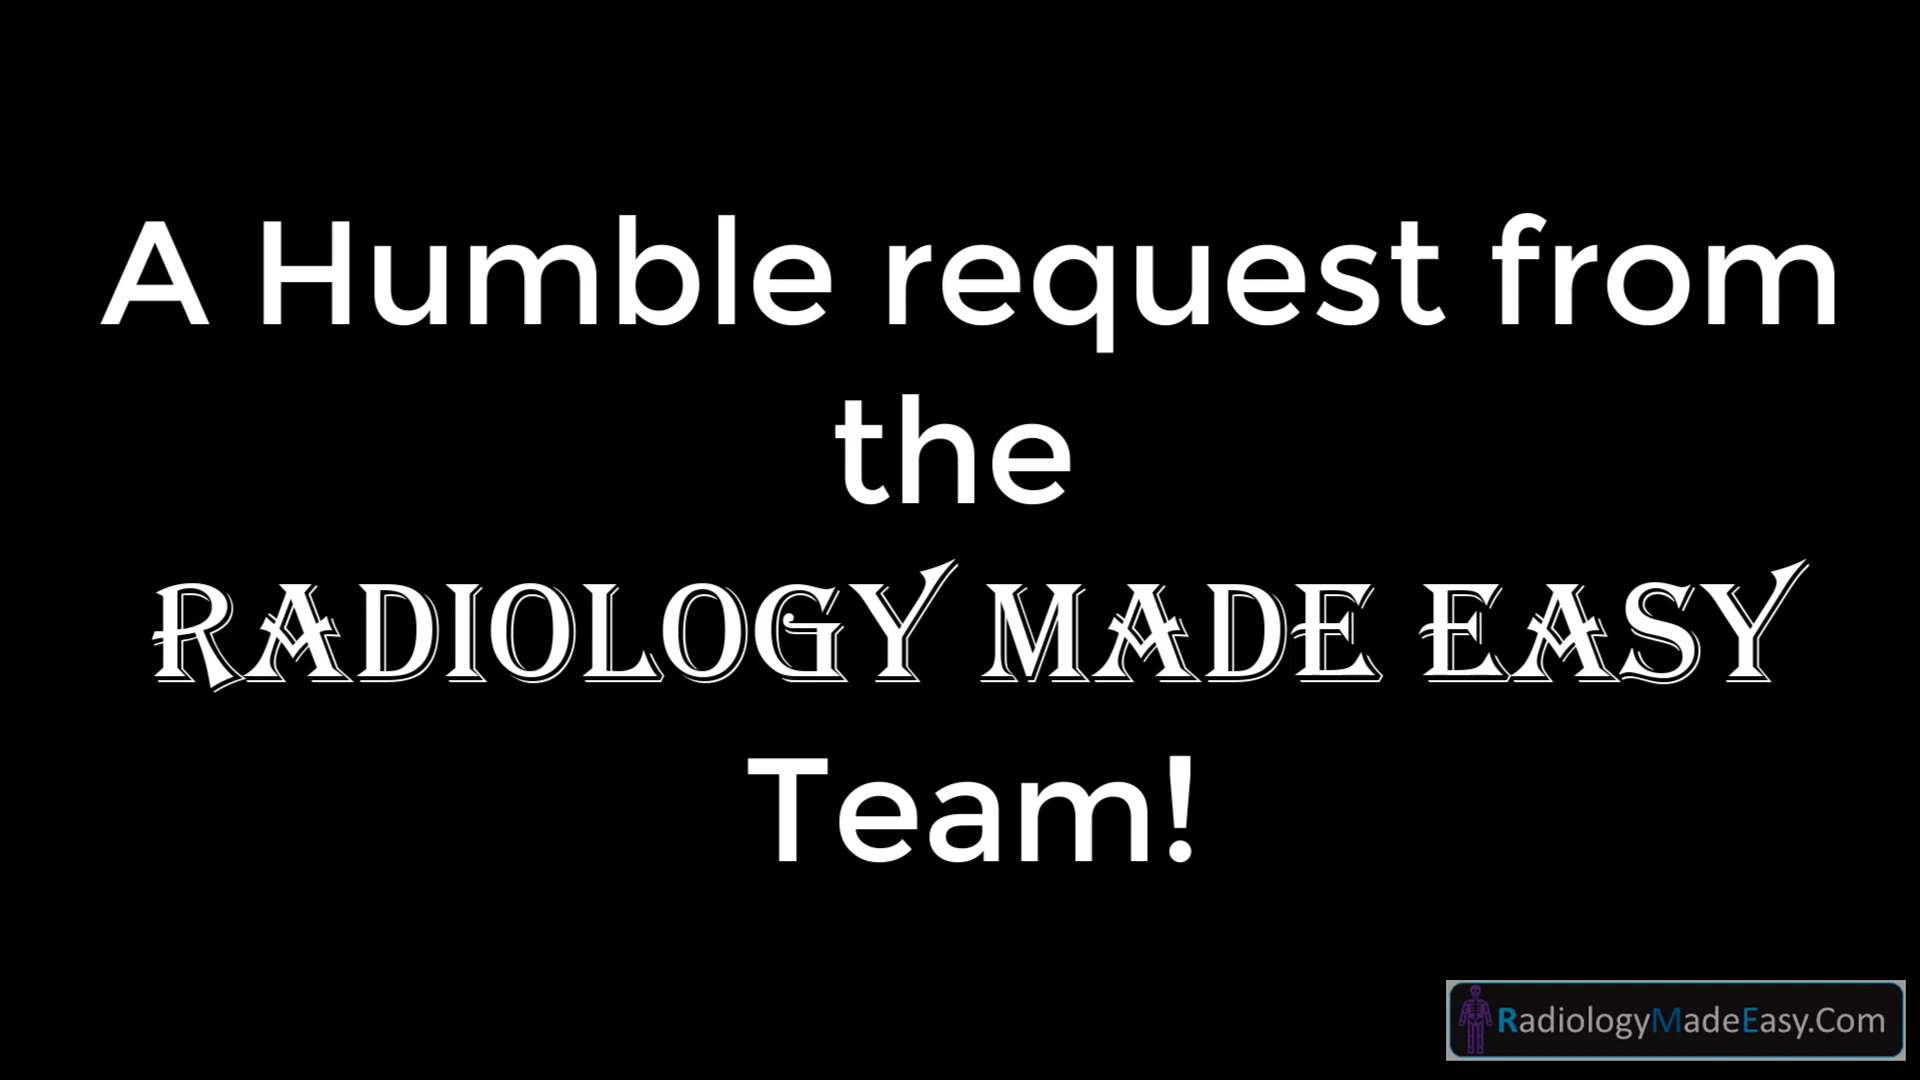 A Humble request from
the
RADIOLOGY MADE EASY
Team!
RadiologyMadeEasy.Com